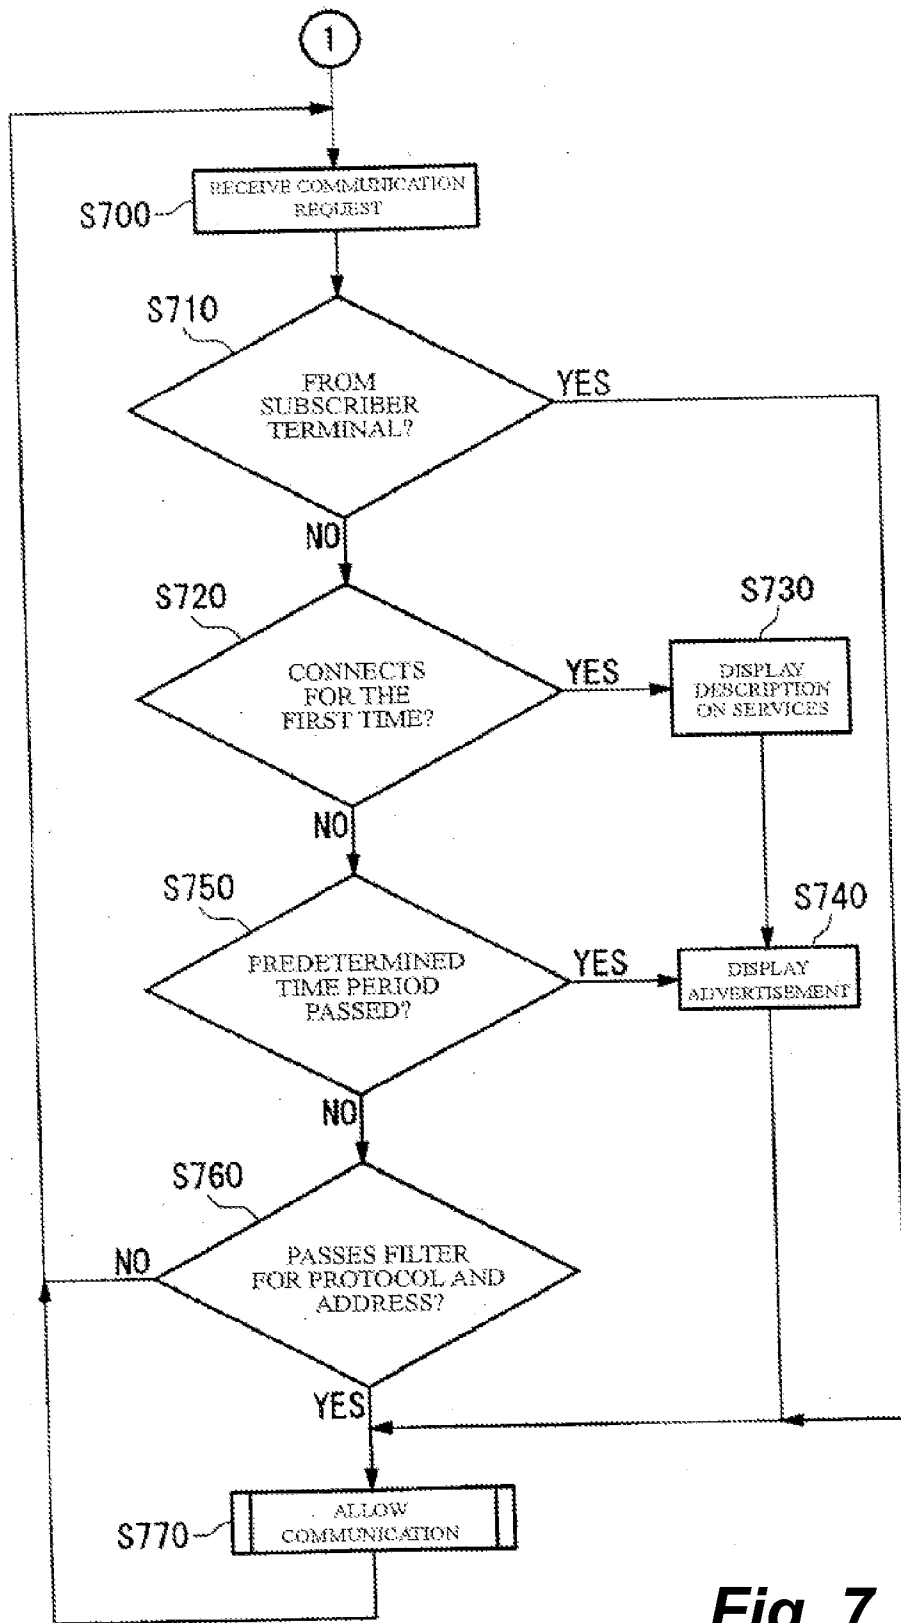 1
RECEIVE COMMUNICATION
REQUEST
S700
S710
FROM
SUBSCRIBER
TERMINAL?
YES
NO
S720
CONNECTS
FOR THE
FIRST TIME?
YES
S730
DISPLAY
DESCRIPTION
ON SERVICES
NO
S750
PREDETERMINED
TIME PERIOD
PASSED?
YES
S740
DISPLAY
ADVERTISEMENT
NO
S760
PASSES FILTER
FOR PROTOCOL AND
ADDRESS?
NO
YES
S770
ALLOW
COMMUNICATION
Fig. 7